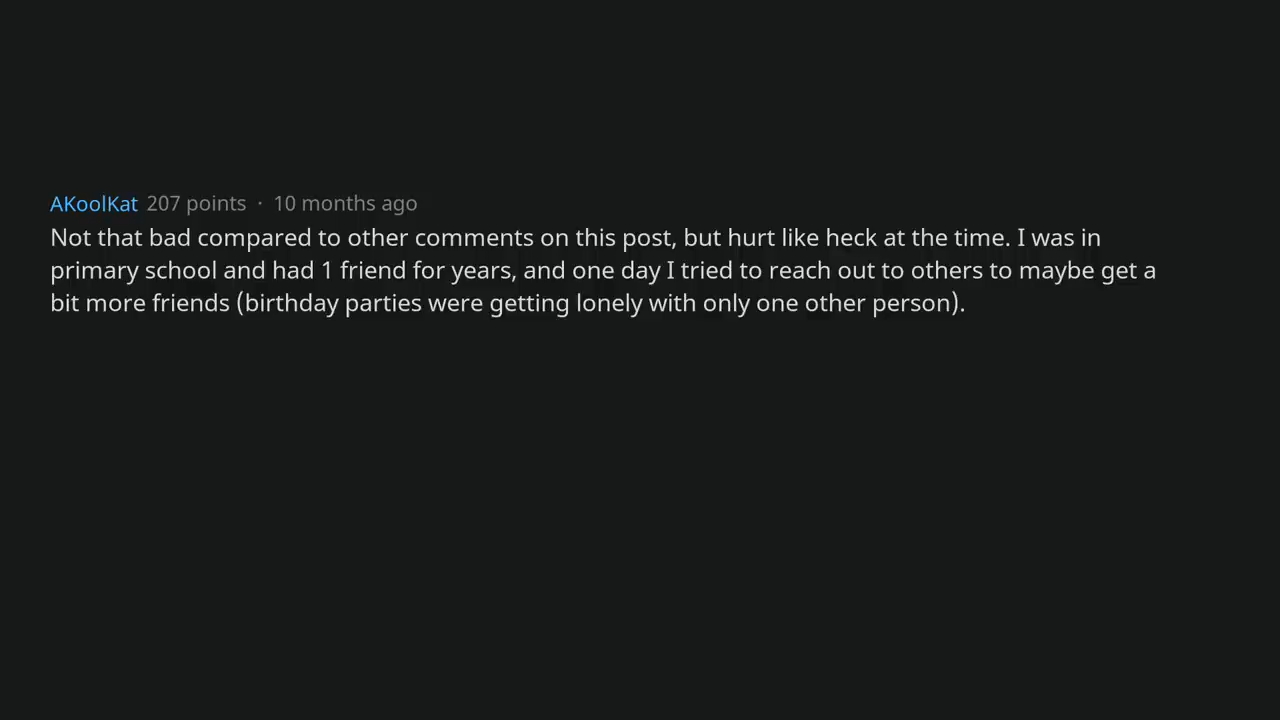 AKoolKat 207 points · 10 months ago
Not that bad compared to other comments on this post, but hurt like heck at the time. I was in
primary school and had 1 friend for years, and one day I tried to reach out to others to maybe get a
bit more friends (birthday parties were getting lonely with only one other person).